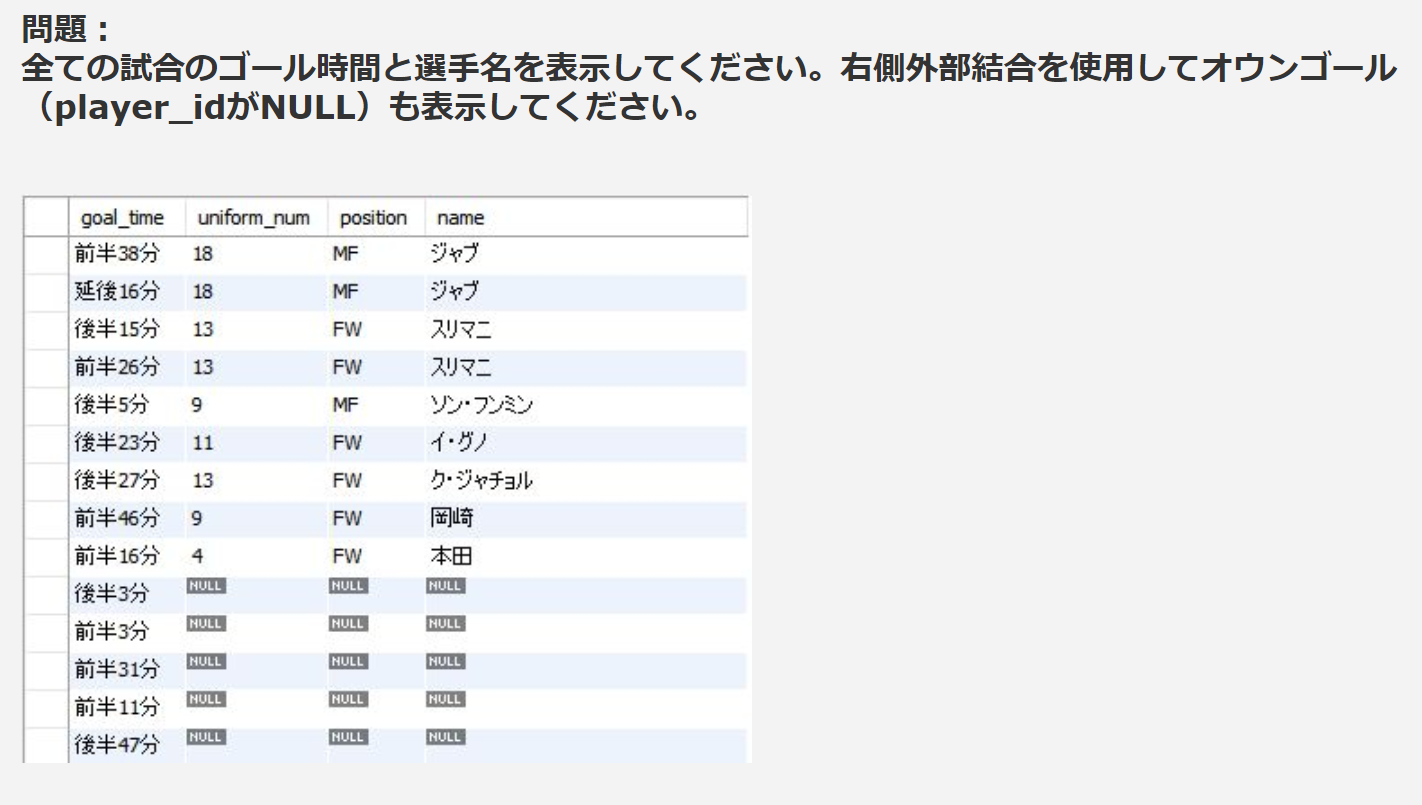 問題：
全ての試合のゴール時間と選手名を表示してください。右側外部結合を使用してオウンゴール
（player_idがNULL）も表示してください。
goal_time uniform_num position name
前半38分 18 MF ジャブ
延後16分 18 MF ジャブ
後半15分 13 FW スリマニ
前半26分 13 FW スリマニ
後半5分 9 MF ソン・フンミン
後半23分 11 FW イ・グノ
後半27分 13 FW ク・ジャチョル
前半46分 9 FW 岡崎
前半16分 4 FW 本田
後半3分 NULL NULL NULL
前半3分 NULL NULL NULL
前半31分 NULL NULL NULL
前半11分 NULL NULL NULL
後半47分 NULL NULL NULL